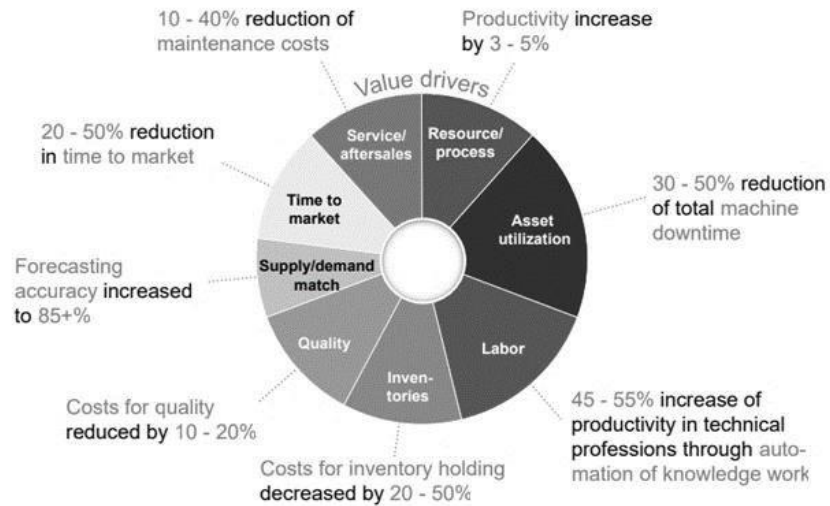 10 - 40% reduction of
maintenance costs
Productivity increase
by 3 - 5%
Value drivers
20 - 50% reduction
in time to market
Service/
aftersales
Resource/
process
30 - 50% reduction
of total machine
downtime
Time to
market
Asset
utilization
Forecasting
accuracy increased
to 85+%
Supply/demand
match
Quality
Labor
Inven-
tories
Costs for quality
reduced by 10 - 20%
45 - 55% increase of
productivity in technical
professions through auto-
mation of knowledge work
Costs for inventory holding
decreased by 20 - 50%